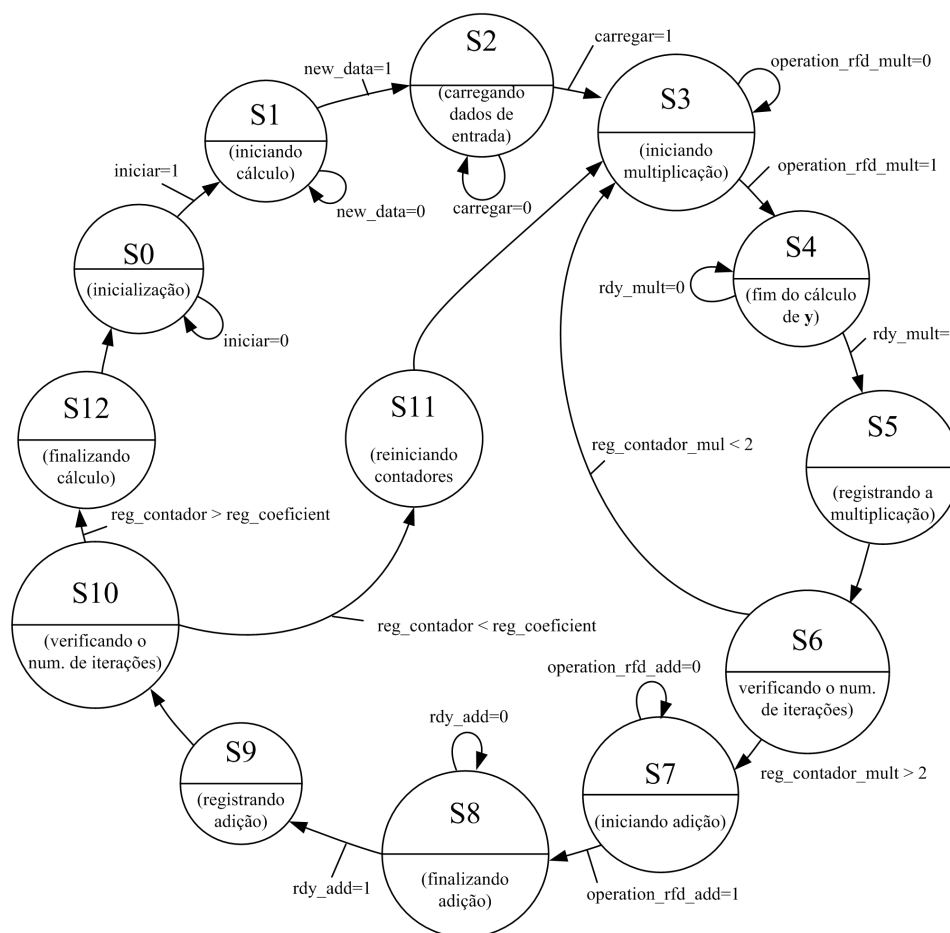 S2
carregar=1
(carregando
dados de
entrada)
carregar=0
new_data=1
S1
(iniciando
cálculo)
new_data=0
operation_rfd_mult=0
S3
(iniciando
multiplicação)
operation_rfd_mult=1
iniciar=1
S0
(inicialização)
iniciar=0
S4
(fim do cálculo
de y)
rdy_mult=0
rdy_mult=
S12
(finalizando
cálculo)
S11
(reiniciando
contadores
S5
(registrando a
multiplicação)
reg_contador_mul < 2
reg_contador > reg_coeficient
S10
(verificando o
num. de iterações)
reg_contador < reg_coeficient
S6
verificando o num.
de iterações)
operation_rfd_add=0
rdy_add=0
S9
(registrando
adição)
S7
(iniciando adição)
reg_contador_mult > 2
S8
(finalizando
adição)
rdy_add=1
operation_rfd_add=1